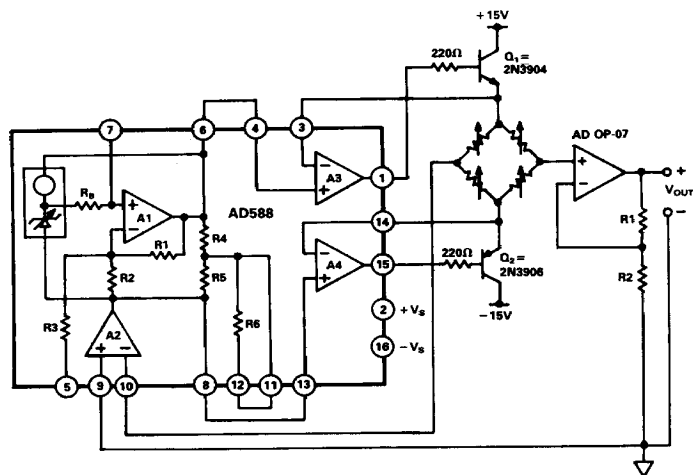 +15V
220Ω
Q1 =
2N3904
7
6
4
3
AD OP-07
RB
A1
AD588
A3
1
+
VOUT
−
R1
R4
14
R1
R2
R5
A4
15
220Ω
Q2 =
2N3906
R2
R3
A2
R6
2
+VS
−15V
16
−VS
5
9
10
8
12
11
13